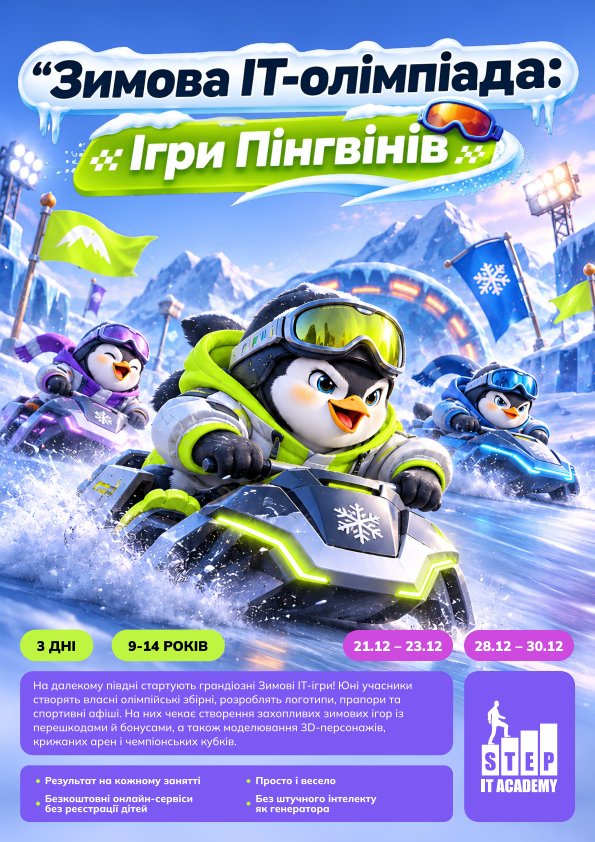 “Зимова ІТ-олімпіада:
Ігри Пінгвінів
3 ДНІ
9-14 РОКІВ
21.12 – 23.12
28.12 – 30.12
На далекому півдні стартують грандіозні Зимові ІТ-ігри! Юні учасники
створять власні олімпійські збірні, розроблять логотипи, прапори та
спортивні афіші. На них чекає створення захопливих зимових ігор із
перешкодами й бонусами, а також моделювання 3D-персонажів,
крижаних арен і чемпіонських кубків.
• Результат на кожному занятті
• Безкоштовні онлайн-сервіси
без реєстрації дітей
• Просто і весело
• Без штучного інтелекту
як генератора
STEP
IT ACADEMY